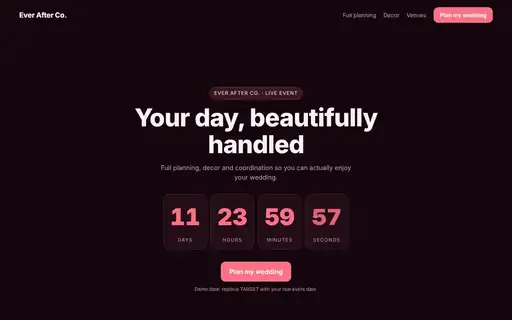 Ever After Co.
Full planning Decor Venues Plan my wedding
EVER AFTER CO. · LIVE EVENT
Your day, beautifully
handled
Full planning, decor and coordination so you can actually enjoy
your wedding.
11 23 59 57
DAYS HOURS MINUTES SECONDS
Plan my wedding
Demo date: replace TARGET with your real event date